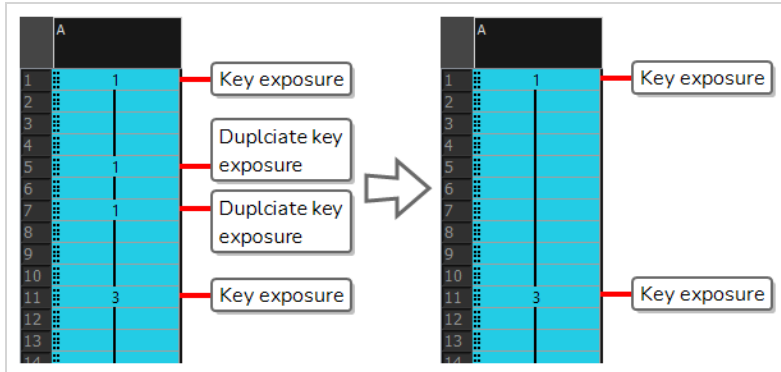 A
1 1 Key exposure
2
3
4
Duplciate key
5 1 exposure
6
7 1 Duplciate key
8 exposure
9
10
11 3 Key exposure
12
13
14
A
1 1 Key exposure
2
3
4
5
6
7
8
9
10
11 3 Key exposure
12
13
14